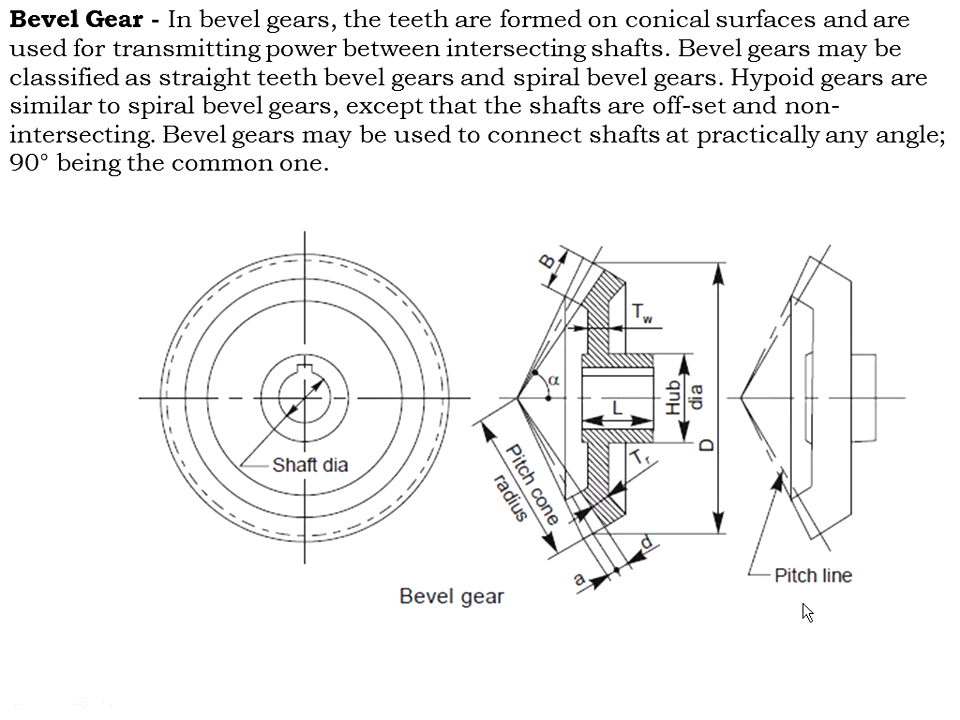 Bevel Gear - In bevel gears, the teeth are formed on conical surfaces and are
used for transmitting power between intersecting shafts. Bevel gears may be
classified as straight teeth bevel gears and spiral bevel gears. Hypoid gears are
similar to spiral bevel gears, except that the shafts are off-set and non-
intersecting. Bevel gears may be used to connect shafts at practically any angle;
90° being the common one.
B
Tw
α
L
Hub
dia
D
Shaft dia
Pitch cone
radius
Tr
d
a
Pitch line
Bevel gear